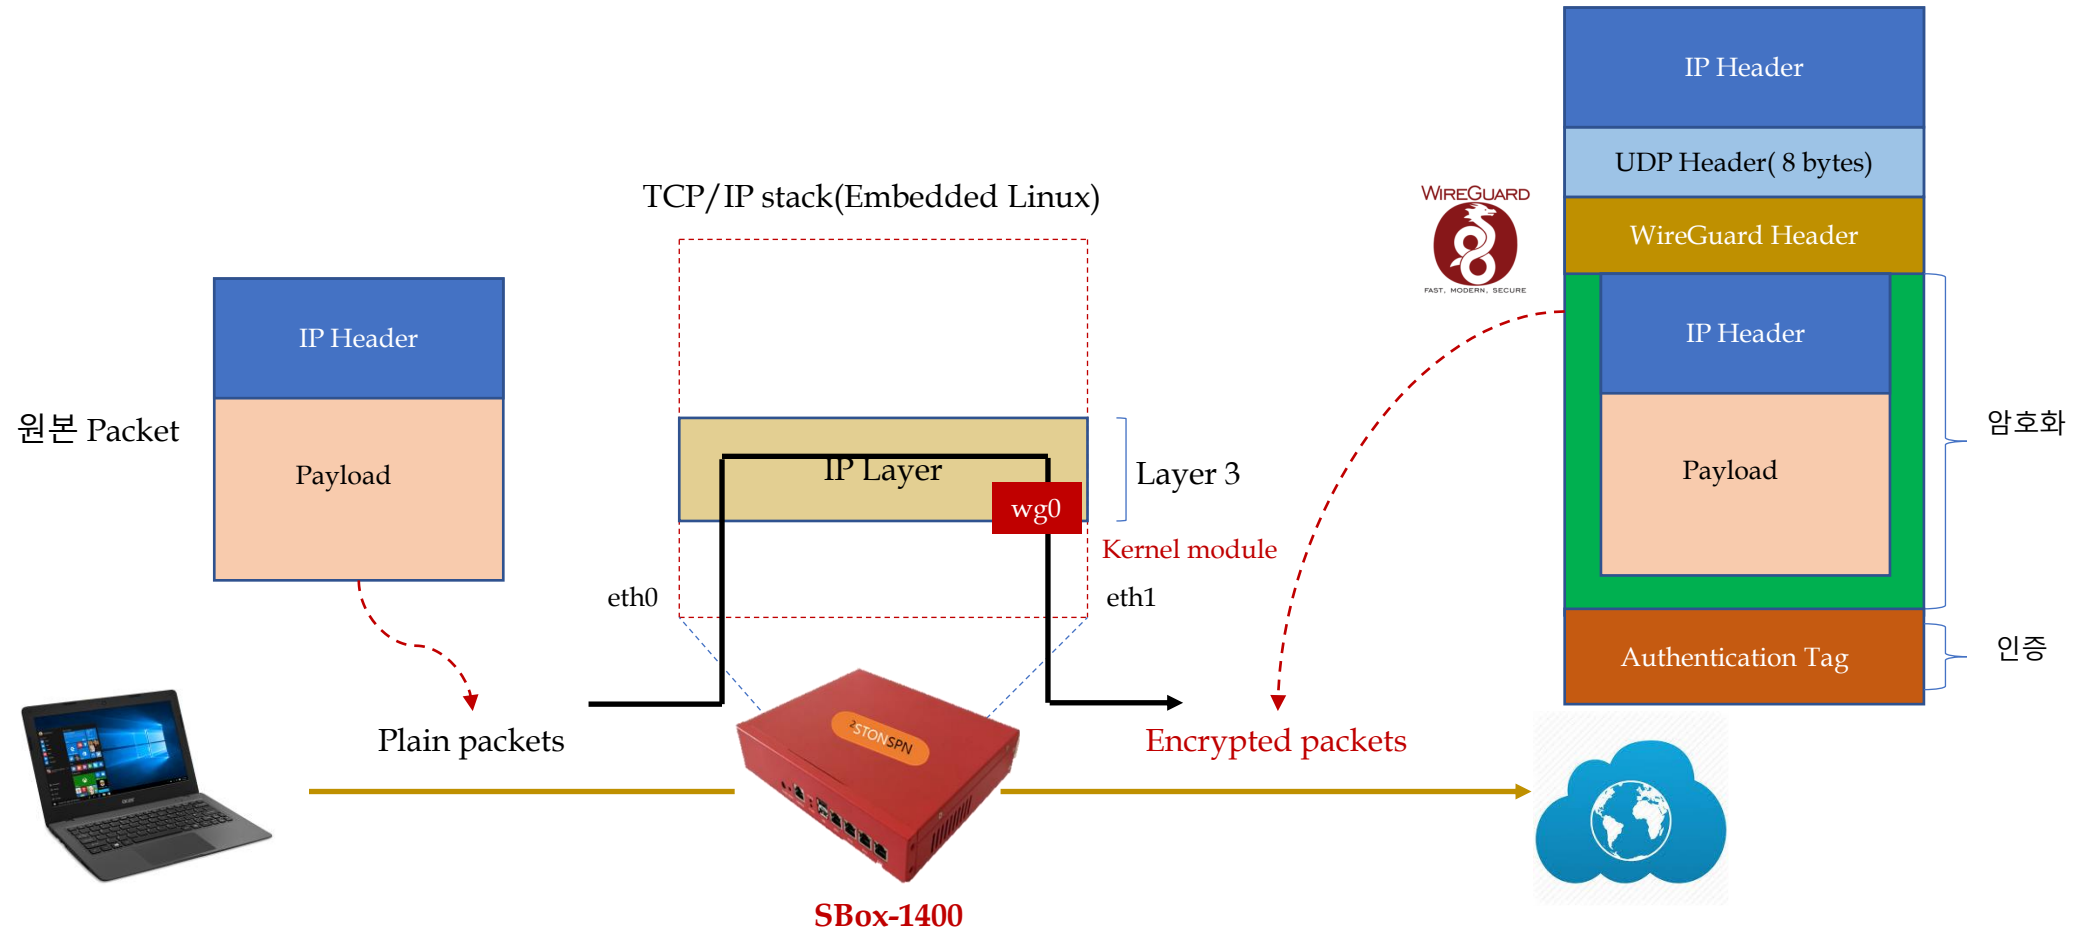 IP Header
UDP Header( 8 bytes)
WireGuard Header
IP Header
Payload
Authentication Tag
암호화
인증
WIREGUARD
FAST, MODERN, SECURE
TCP/IP stack(Embedded Linux)
IP Header
Payload
원본 Packet
IP Layer
wg0
Layer 3
Kernel module
eth0
eth1
Plain packets
Encrypted packets
2STONSPN
SBox-1400